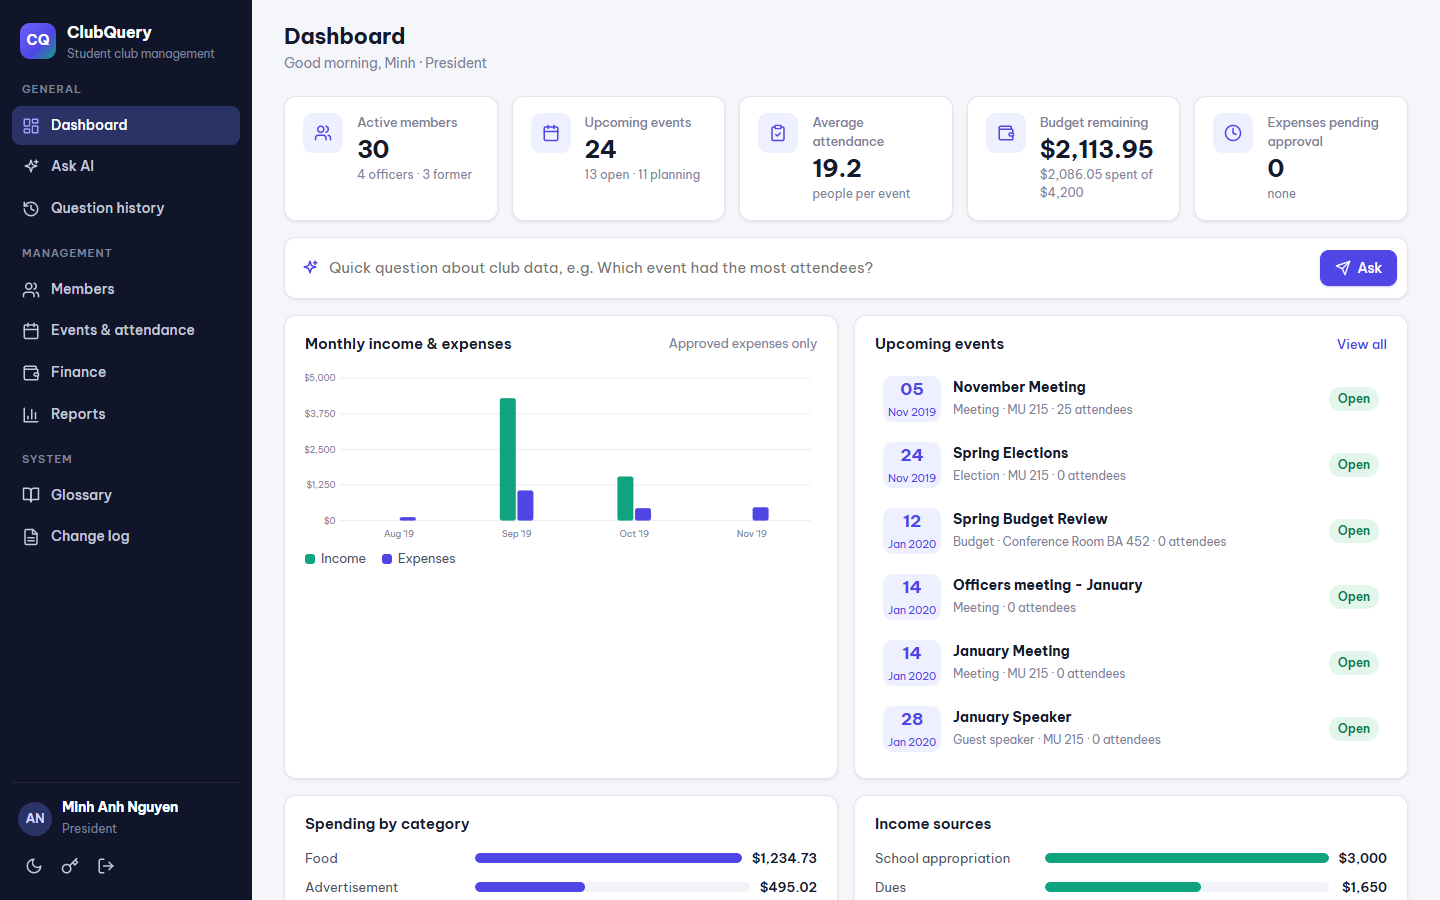 CQ
ClubQuery
Student club management
GENERAL
Dashboard
Ask AI
Question history
MANAGEMENT
Members
Events & attendance
Finance
Reports
SYSTEM
Glossary
Change log
AN
Minh Anh Nguyen
President
Dashboard
Good morning, Minh · President
Active members
30
4 officers · 3 former
Upcoming events
24
13 open · 11 planning
Average
attendance
19.2
people per event
Budget remaining
$2,113.95
$2,086.05 spent of
$4,200
Expenses pending
approval
0
none
Quick question about club data, e.g. Which event had the most attendees?
Ask
Monthly income & expenses
Approved expenses only
$5,000
$3,750
$2,500
$1,250
$0
Aug '19
Sep '19
Oct '19
Nov '19
Income
Expenses
Upcoming events
View all
05
Nov 2019
November Meeting
Meeting · MU 215 · 25 attendees
Open
24
Nov 2019
Spring Elections
Election · MU 215 · 0 attendees
Open
12
Jan 2020
Spring Budget Review
Budget · Conference Room BA 452 · 0 attendees
Open
14
Jan 2020
Officers meeting - January
Meeting · 0 attendees
Open
14
Jan 2020
January Meeting
Meeting · MU 215 · 0 attendees
Open
28
Jan 2020
January Speaker
Guest speaker · MU 215 · 0 attendees
Open
Spending by category
Food
$1,234.73
Advertisement
$495.02
Income sources
School appropriation
$3,000
Dues
$1,650